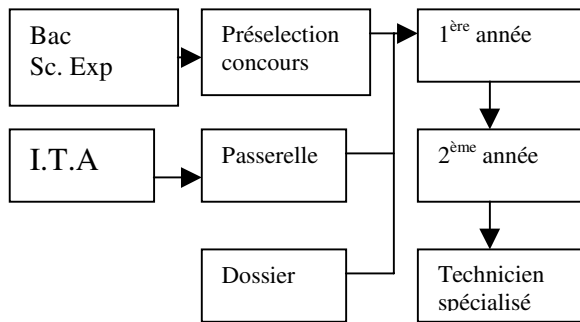 Bac
Sc. Exp
Préselection
concours
1ère année
I.T.A
Passerelle
2ème année
Dossier
Technicien
spécialisé